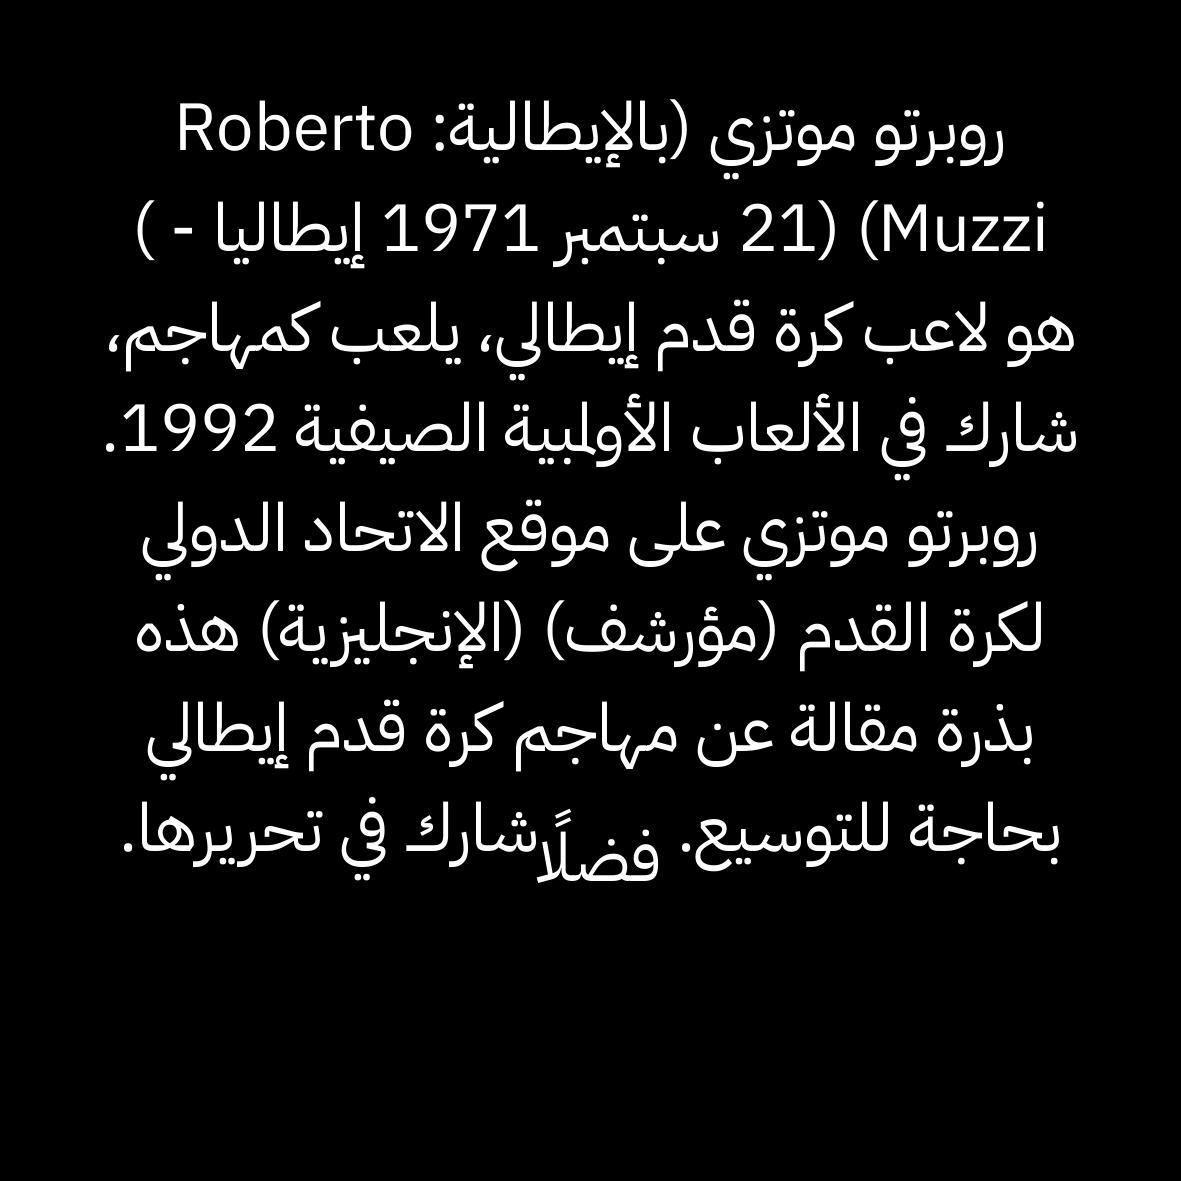 روبرتو موتزي (بالإيطالية: Roberto
Muzzi) (21 سبتمبر 1971 إيطاليا - )
هو لاعب كرة قدم إيطالي، يلعب كمهاجم،
شارك في الألعاب الأولمبية الصيفية 1992.
روبرتو موتزي على موقع الاتحاد الدولي
لكرة القدم (مؤرشف) (الإنجليزية) هذه
بذرة مقالة عن مهاجم كرة قدم إيطالي
بحاجة للتوسيع. فضلًا شارك في تحريرها.